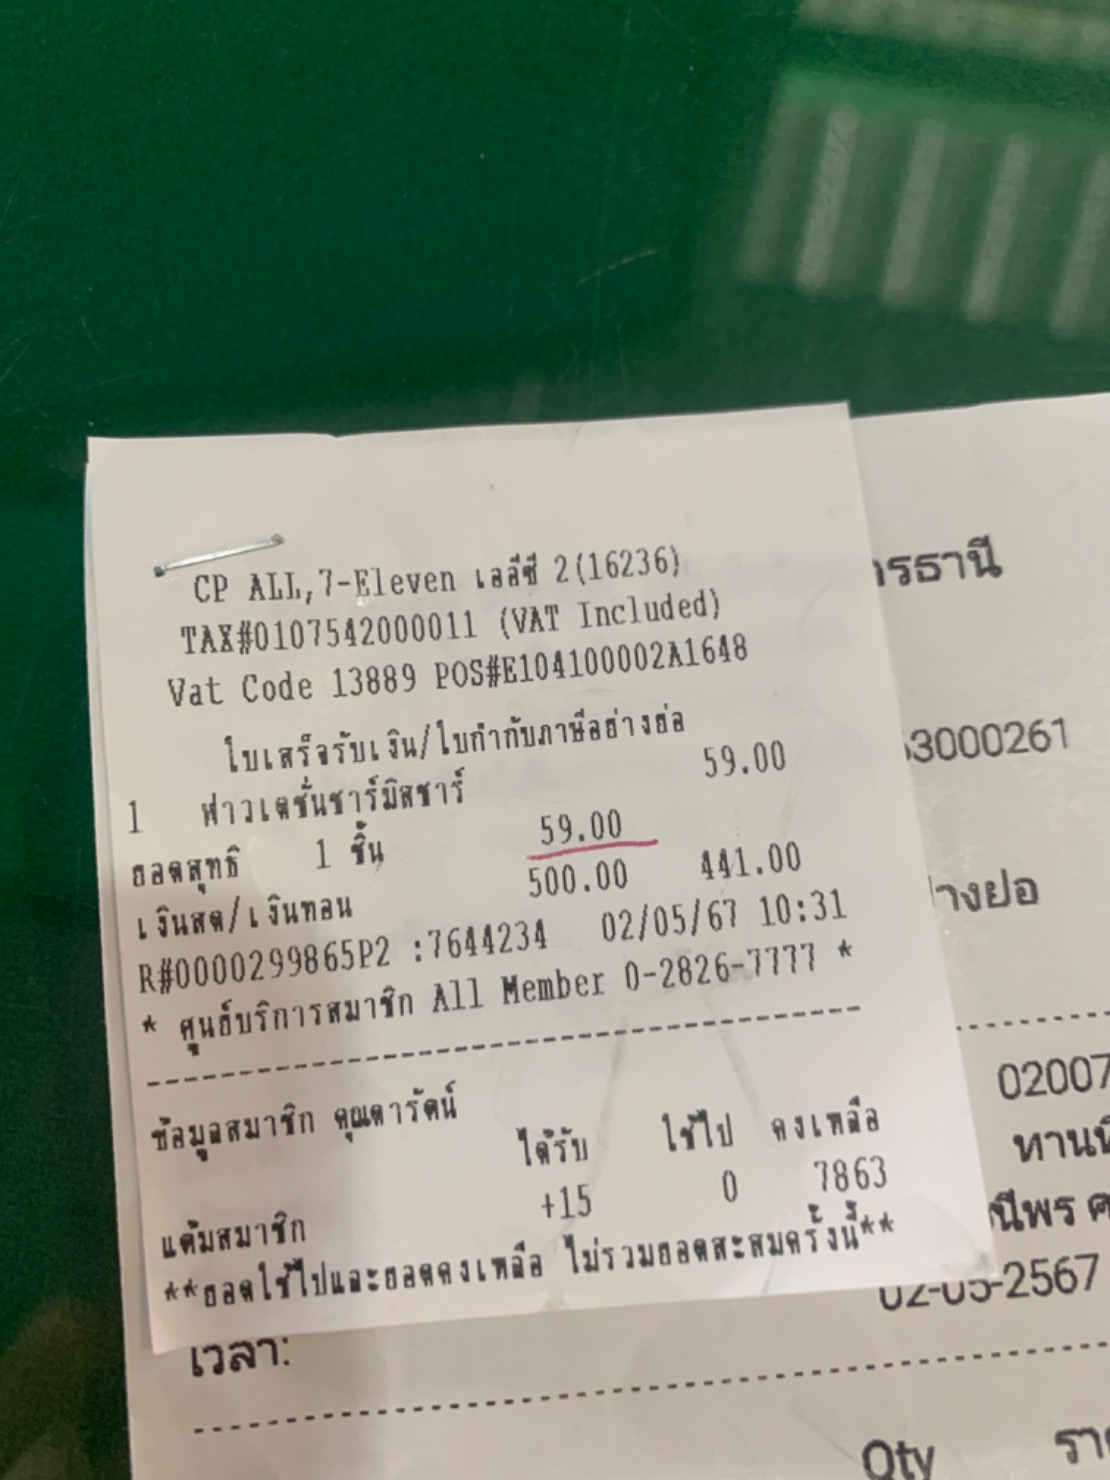 CP ALL,7-Eleven เลลีซี 2(16236)
TAX#0107542000011 (VAT Included)
Vat Code 13889 POS#E104100002A1648
ใบเสร็จรับเงิน/ใบกำกับภาษีอย่างย่อ
1 ฟาวเดชั่นชาร์มิสชาร์ 59.00
ยอดสุทธิ 1 ชิ้น 59.00
เงินสด/เงินทอน 500.00 441.00
R#0000299865P2 :7644234 02/05/67 10:31
* ศูนย์บริการสมาชิก All Member 0-2826-7777 *
ข้อมูลสมาชิก คุณดารัตน์
ได้รับ ใช้ไป คงเหลือ
แต้มสมาชิก +15 0 7863
**ยอดใช้ไปและยอดคงเหลือ ไม่รวมยอดสะสมครั้งนี้**
ารธานี
3000261
่างยอ
02007
ทานที
นีพร ศ
02-05-2567
เวลา:
Qty